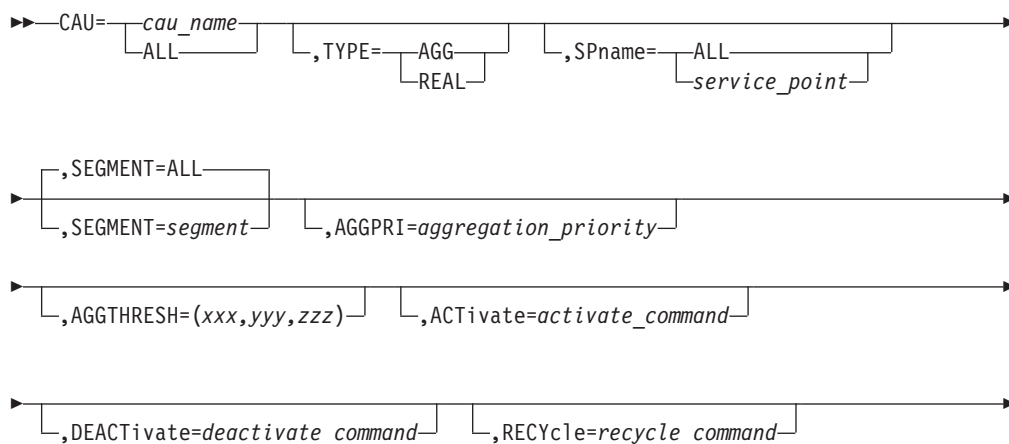 CAU= cau_name ,TYPE= AGG ,SPname= ALL
ALL REAL service_point
,SEGMENT=ALL
,SEGMENT=segment ,AGGPRI=aggregation_priority
,AGGTHRESH=(xxx,yyy,zzz) ,ACTivate=activate_command
,DEACTivate=deactivate command ,RECYcle=recycle command